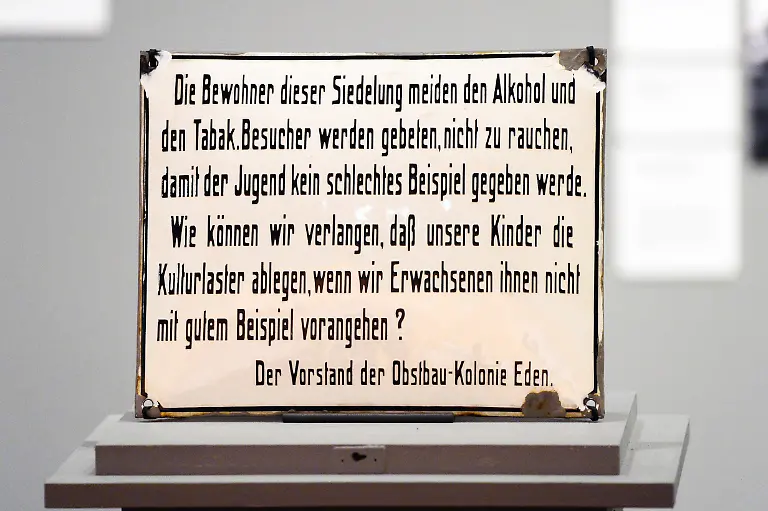 Die Bewohner dieser Siedelung meiden den Alkohol und
den Tabak. Besucher werden gebeten, nicht zu rauchen,
damit der Jugend kein schlechtes Beispiel gegeben werde.
Wie können wir verlangen, daß unsere Kinder die
Kulturlaster ablegen, wenn wir Erwachsenen ihnen nicht
mit gutem Beispiel vorangehen ?
Der Vorstand der Obstbau-Kolonie Eden.